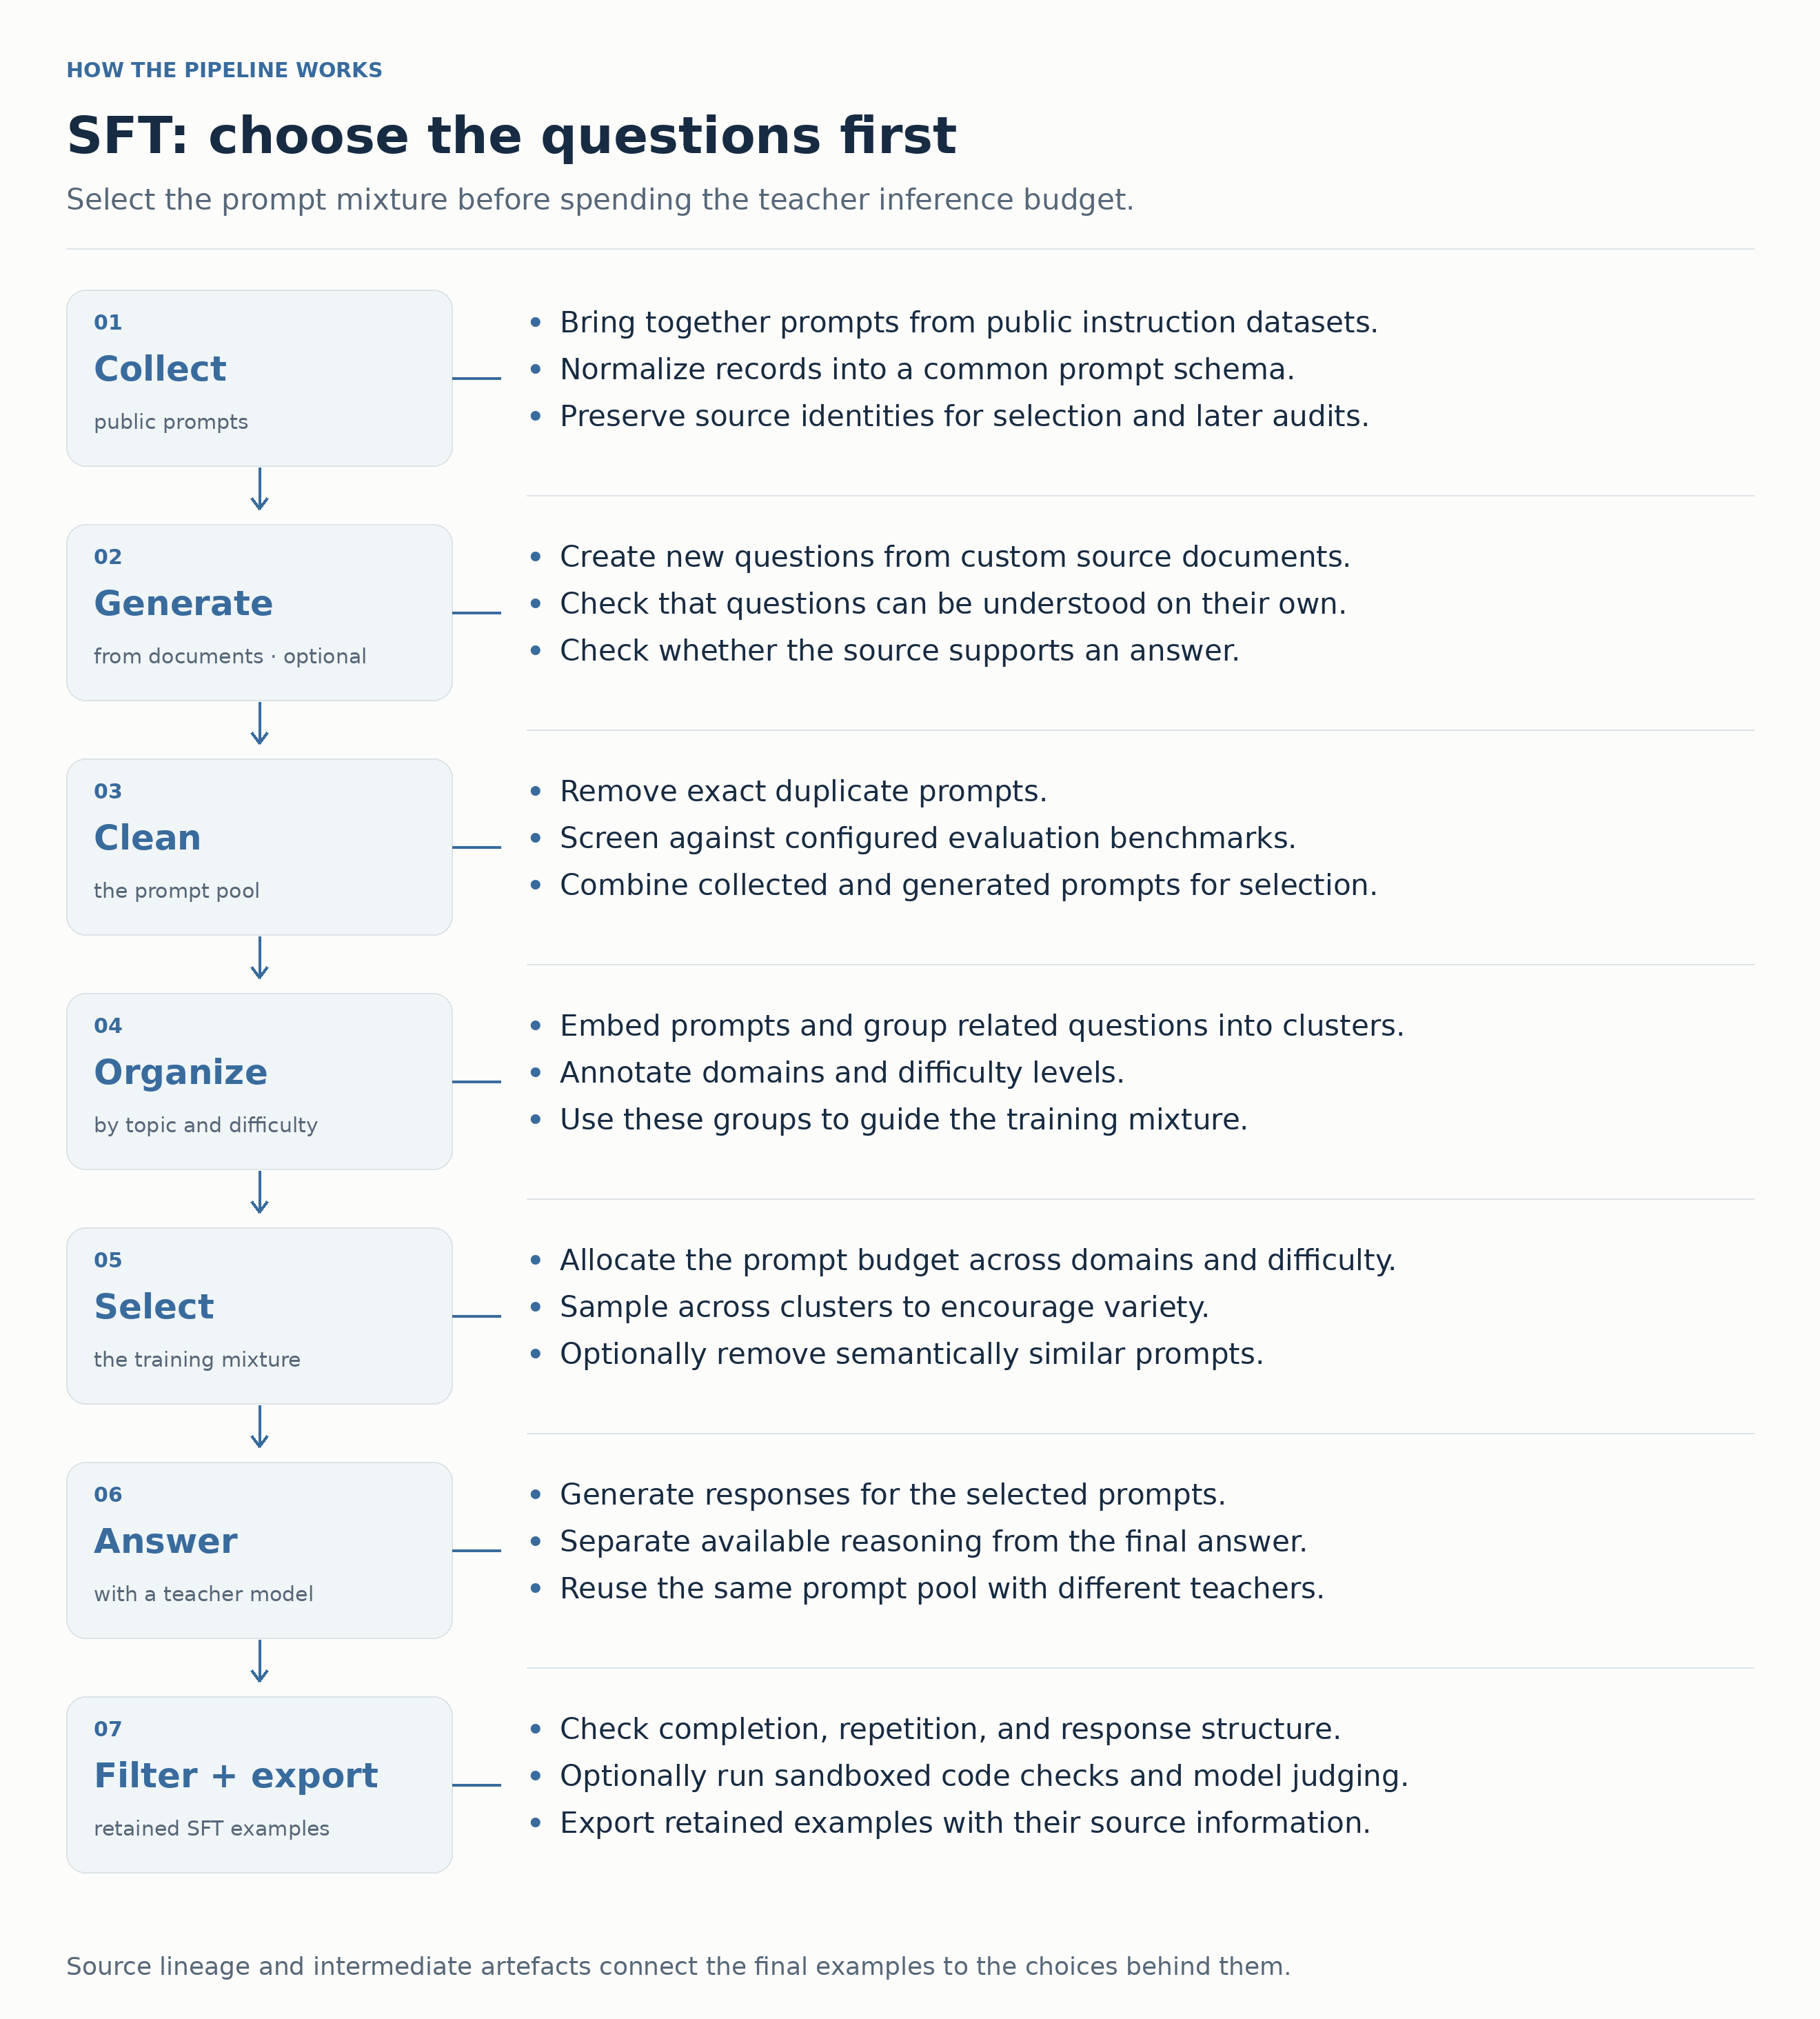 HOW THE PIPELINE WORKS
SFT: choose the questions first
Select the prompt mixture before spending the teacher inference budget.
01
Collect
public prompts
• Bring together prompts from public instruction datasets.
• Normalize records into a common prompt schema.
• Preserve source identities for selection and later audits.
02
Generate
from documents · optional
• Create new questions from custom source documents.
• Check that questions can be understood on their own.
• Check whether the source supports an answer.
03
Clean
the prompt pool
• Remove exact duplicate prompts.
• Screen against configured evaluation benchmarks.
• Combine collected and generated prompts for selection.
04
Organize
by topic and difficulty
• Embed prompts and group related questions into clusters.
• Annotate domains and difficulty levels.
• Use these groups to guide the training mixture.
05
Select
the training mixture
• Allocate the prompt budget across domains and difficulty.
• Sample across clusters to encourage variety.
• Optionally remove semantically similar prompts.
06
Answer
with a teacher model
• Generate responses for the selected prompts.
• Separate available reasoning from the final answer.
• Reuse the same prompt pool with different teachers.
07
Filter + export
retained SFT examples
• Check completion, repetition, and response structure.
• Optionally run sandboxed code checks and model judging.
• Export retained examples with their source information.
Source lineage and intermediate artefacts connect the final examples to the choices behind them.